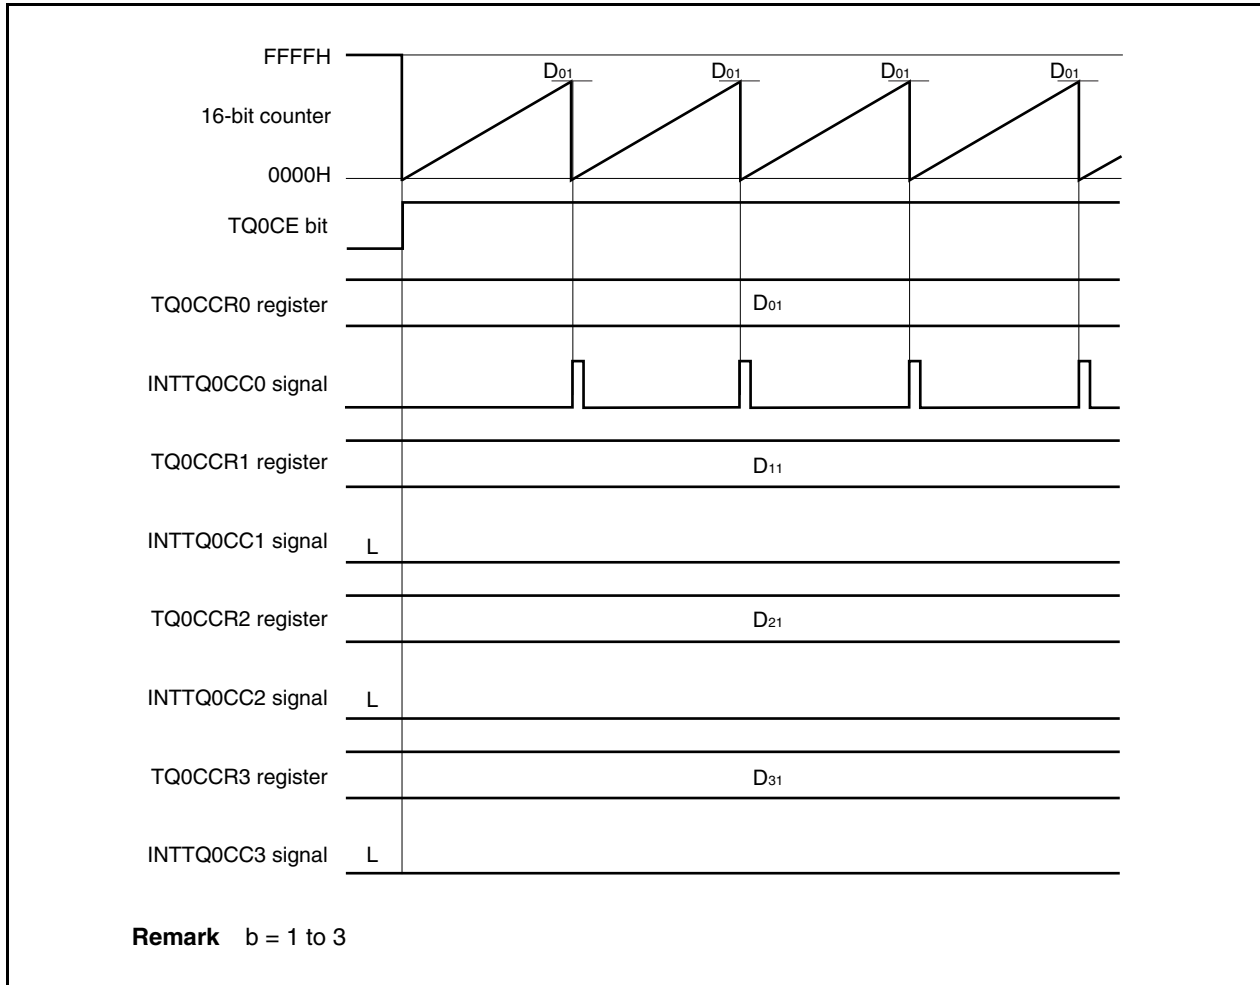 FFFFH
D01 D01 D01 D01
16-bit counter
0000H
TQ0CE bit
TQ0CCR0 register D01
INTTQ0CC0 signal
TQ0CCR1 register D11
INTTQ0CC1 signal L
TQ0CCR2 register D21
INTTQ0CC2 signal L
TQ0CCR3 register D31
INTTQ0CC3 signal L
Remark b = 1 to 3